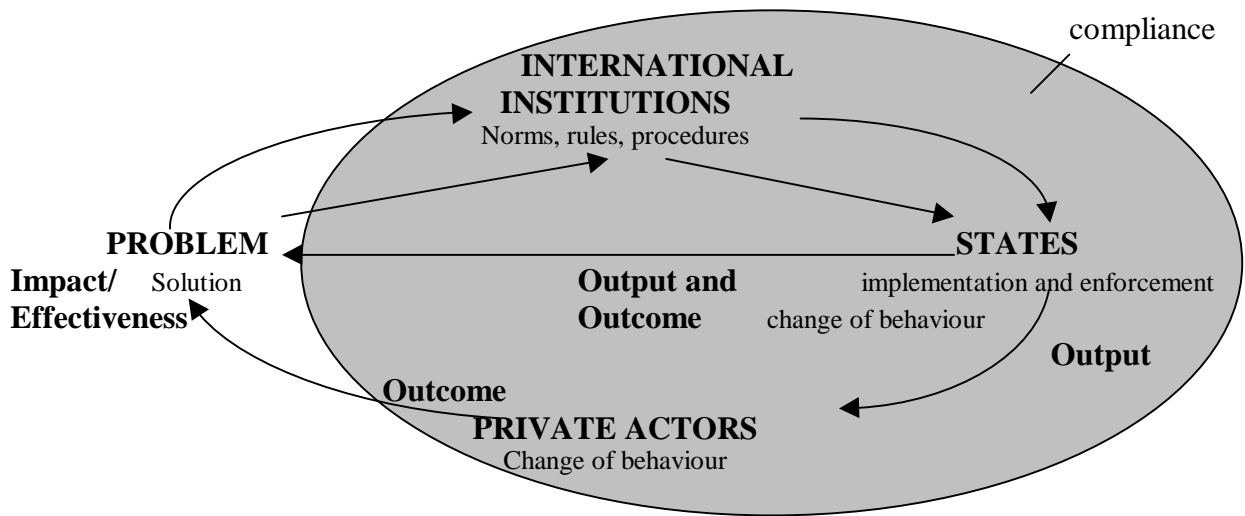 compliance
INTERNATIONAL
INSTITUTIONS
Norms, rules, procedures
PROBLEM
STATES
Impact/ Solution
Effectiveness
Output and
Outcome
implementation and enforcement
change of behaviour
Output
Outcome
PRIVATE ACTORS
Change of behaviour